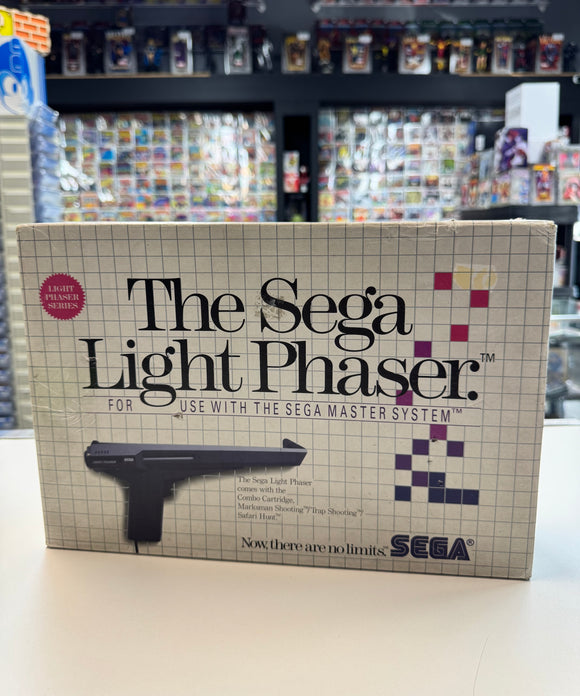 LIGHT
PHASER
SERIES
The Sega
Light Phaser.™
FOR USE WITH THE SEGA MASTER SYSTEM™
The Sega Light Phaser
comes with the
Combo Cartridge,
Marksman Shooting™/Trap Shooting™/
Safari Hunt™
Now, there are no limits.™ SEGA®